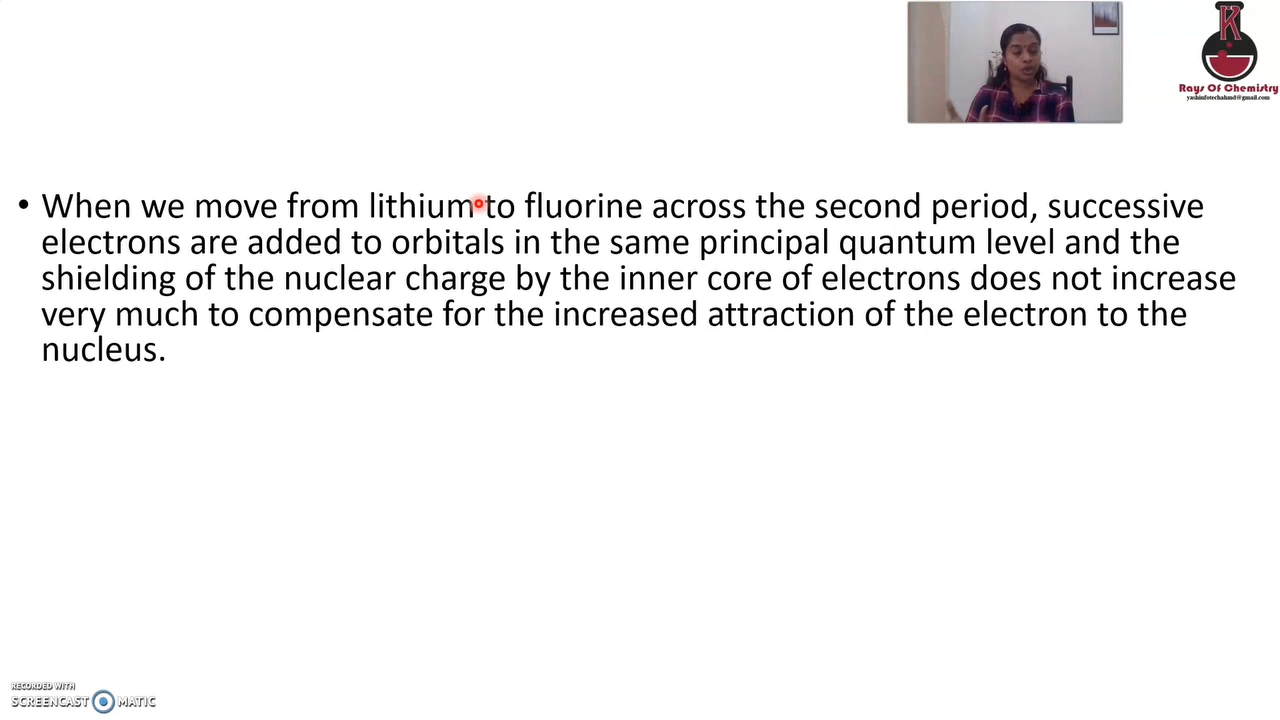 K
Rays Of Chemistry
yashinfotechahmd@gmail.com
• When we move from lithium to fluorine across the second period, successive
electrons are added to orbitals in the same principal quantum level and the
shielding of the nuclear charge by the inner core of electrons does not increase
very much to compensate for the increased attraction of the electron to the
nucleus.
RECORDED WITH
SCREENCAST MATIC